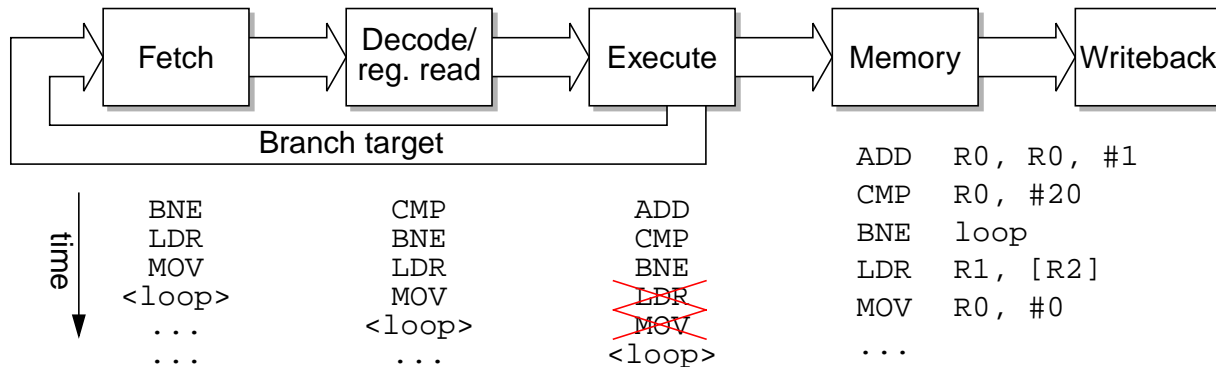 Fetch
Decode/
reg. read
Execute
Memory
Writeback
Branch target
time
BNE CMP ADD
LDR BNE CMP
MOV LDR BNE
<loop> MOV LDR
... <loop> MOV
... ... <loop>
ADD R0, R0, #1
CMP R0, #20
BNE loop
LDR R1, [R2]
MOV R0, #0
...